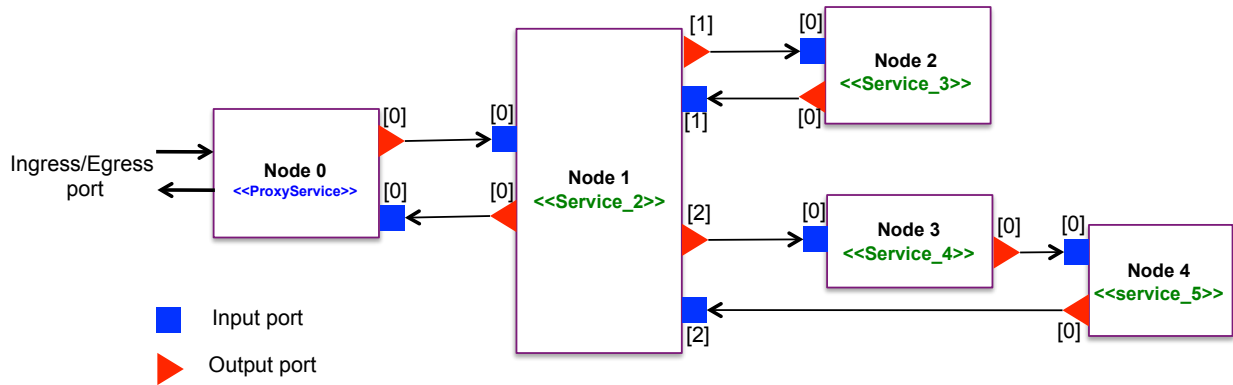 [1]
[0]
Node 2
<<Service_3>>
[0]
[1]
[0]
[0]
Ingress/Egress
port
Node 0
<<ProxyService>>
[0]
[0]
Node 1
<<Service_2>>
[2]
[0]
Node 3
<<Service_4>>
[0]
[0]
Node 4
<<service_5>>
[0]
[2]
Input port
Output port